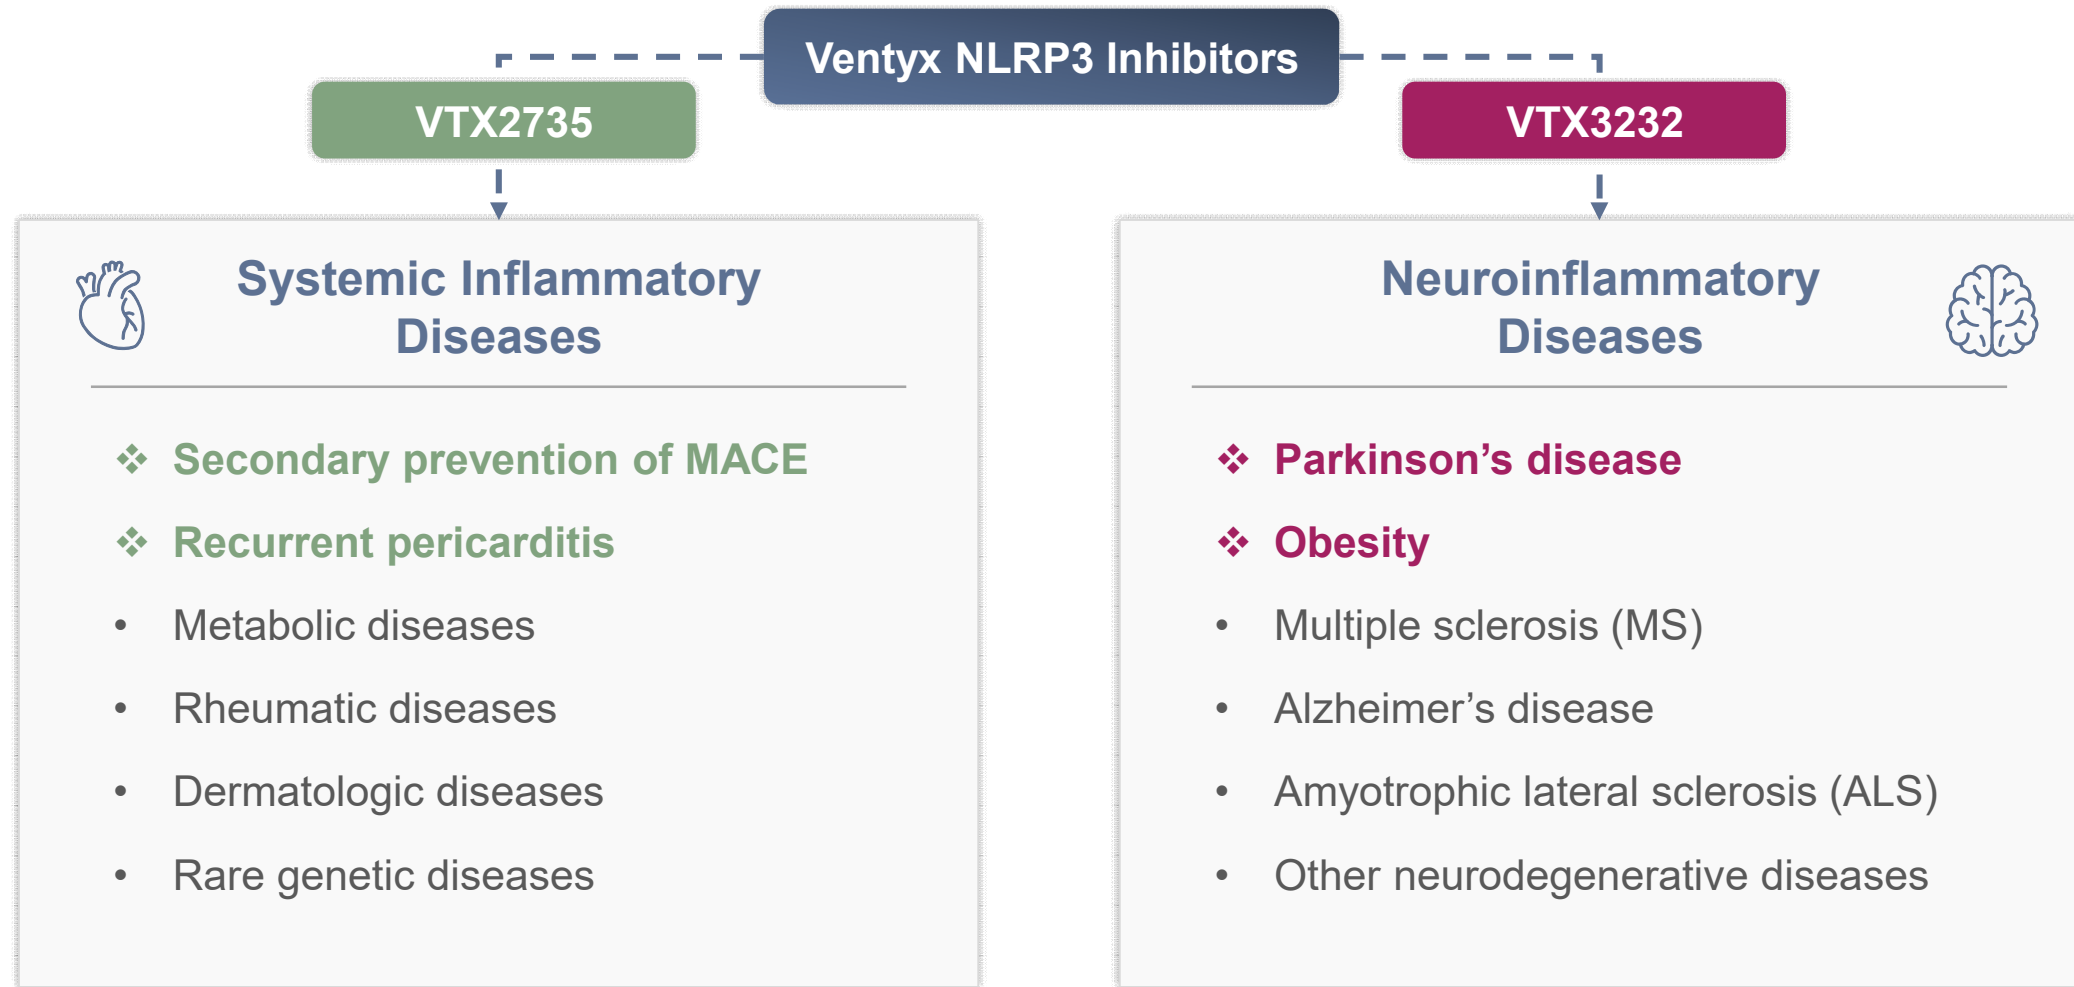 Ventyx NLRP3 Inhibitors
VTX2735
Systemic Inflammatory
Diseases
❖ Secondary prevention of MACE
❖ Recurrent pericarditis
• Metabolic diseases
• Rheumatic diseases
• Dermatologic diseases
• Rare genetic diseases
VTX3232
Neuroinflammatory
Diseases
❖ Parkinson’s disease
❖ Obesity
• Multiple sclerosis (MS)
• Alzheimer’s disease
• Amyotrophic lateral sclerosis (ALS)
• Other neurodegenerative diseases